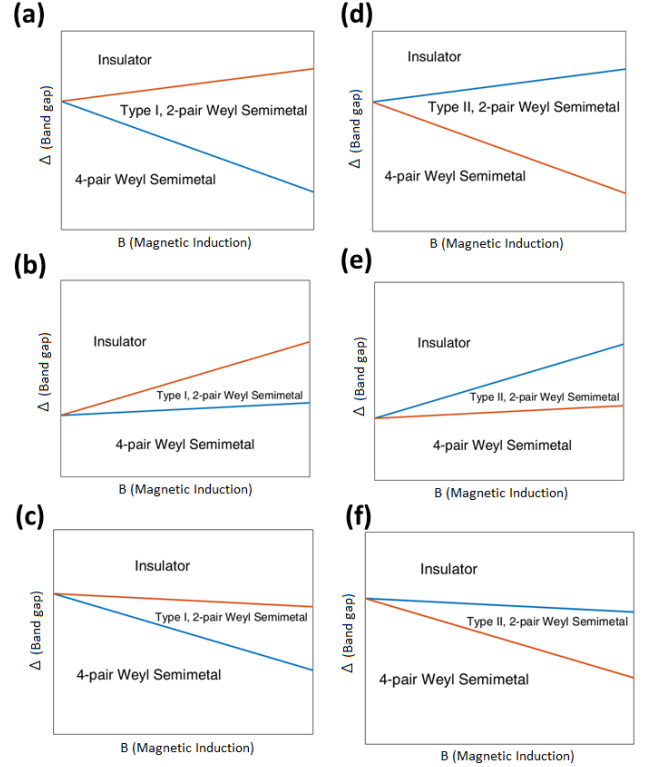 (a)
Insulator
Type I, 2-pair Weyl Semimetal
4-pair Weyl Semimetal
Δ (Band gap)
B (Magnetic Induction)
(d)
Insulator
Type II, 2-pair Weyl Semimetal
4-pair Weyl Semimetal
Δ (Band gap)
B (Magnetic Induction)
(b)
Insulator
Type I, 2-pair Weyl Semimetal
4-pair Weyl Semimetal
Δ (Band gap)
B (Magnetic Induction)
(e)
Insulator
Type II, 2-pair Weyl Semimetal
4-pair Weyl Semimetal
Δ (Band gap)
B (Magnetic Induction)
(c)
Insulator
Type I, 2-pair Weyl Semimetal
4-pair Weyl Semimetal
Δ (Band gap)
B (Magnetic Induction)
(f)
Insulator
Type II, 2-pair Weyl Semimetal
4-pair Weyl Semimetal
Δ (Band gap)
B (Magnetic Induction)